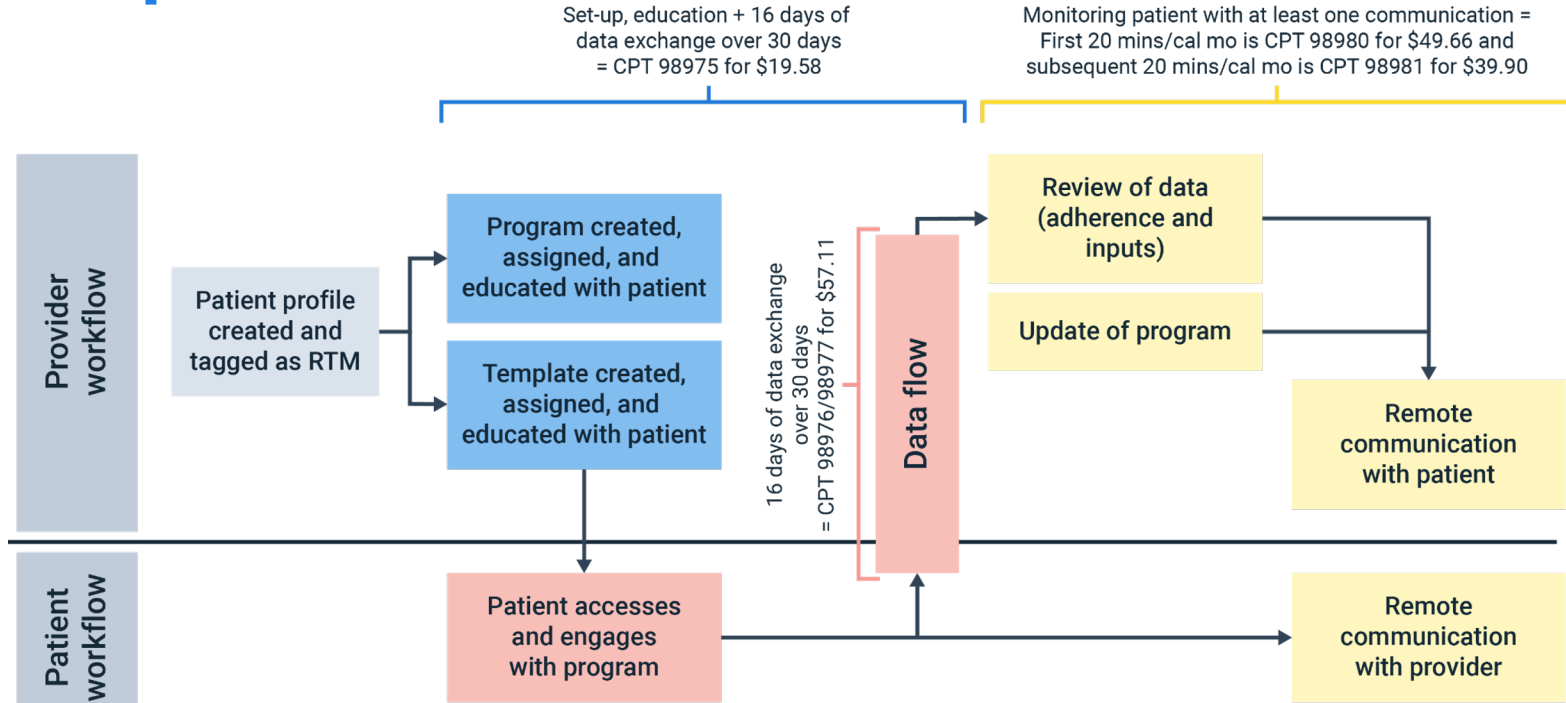 Set-up, education + 16 days of
data exchange over 30 days
= CPT 98975 for $19.58
Monitoring patient with at least one communication =
First 20 mins/cal mo is CPT 98980 for $49.66 and
subsequent 20 mins/cal mo is CPT 98981 for $39.90
Provider
workflow
Patient profile
created and
tagged as RTM
Program created,
assigned, and
educated with patient
Template created,
assigned, and
educated with patient
16 days of data exchange
over 30 days
= CPT 98976/98977 for $57.11
Data flow
Review of data
(adherence and
inputs)
Update of program
Remote
communication
with patient
Patient
workflow
Patient accesses
and engages
with program
Remote
communication
with provider